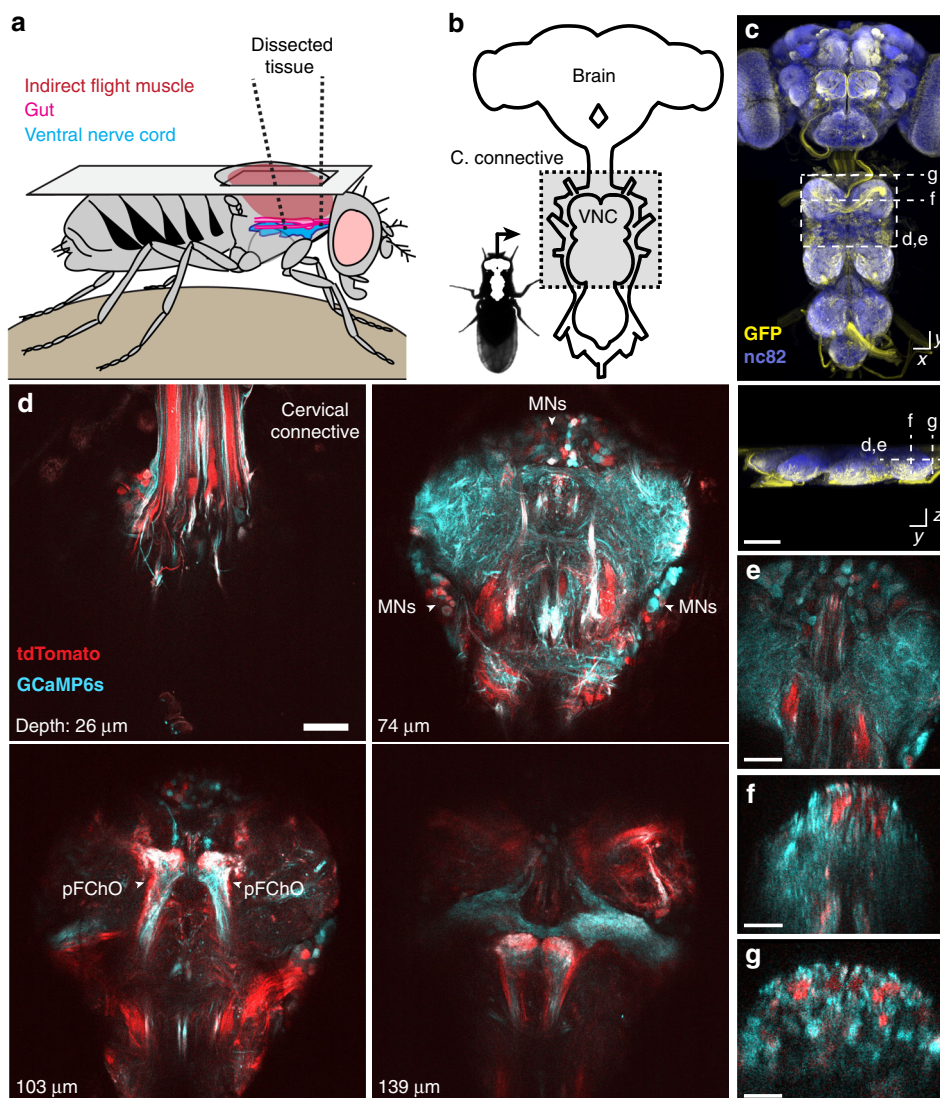 a
Dissected
tissue
Indirect flight muscle
Gut
Ventral nerve cord
b
Brain
C. connective
VNC
c
g
f
d,e
GFP
nc82
y
x
f
g
d,e
z
y
d
Cervical
connective
tdTomato
GCaMP6s
Depth: 26 μm
MNs
MNs
MNs
74 μm
pFChO
pFChO
103 μm
139 μm
e
f
g